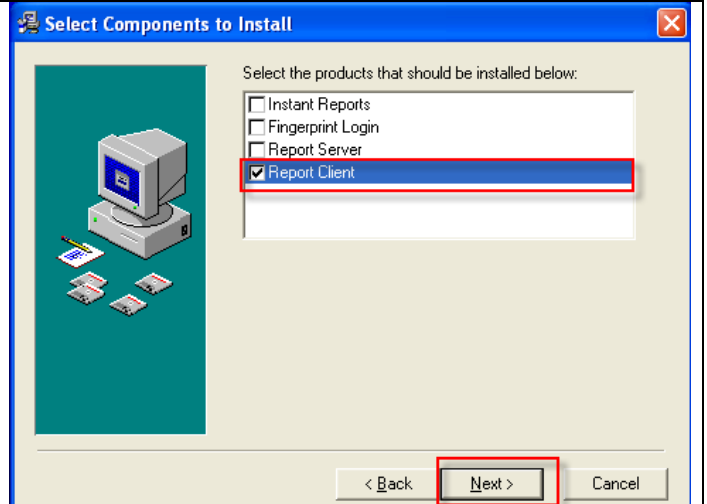 Select Components to Install
Select the products that should be installed below:
Instant Reports
Fingerprint Login
Report Server
Report Client
< Back
Next >
Cancel